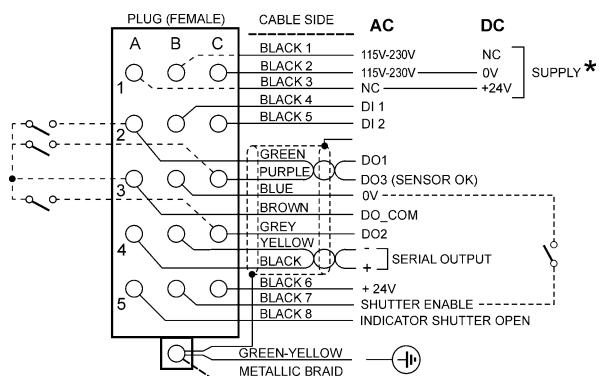 PLUG (FEMALE) CABLE SIDE AC DC
A B C
BLACK 1 115V-230V NC
BLACK 2 115V-230V 0V SUPPLY *
1 BLACK 3 NC +24V
BLACK 4 DI 1
BLACK 5 DI 2
2
GREEN DO1
PURPLE DO3 (SENSOR OK)
BLUE 0V
3
BROWN DO_COM
GREY DO2
4 YELLOW -
SERIAL OUTPUT
BLACK +
BLACK 6 + 24V
5 BLACK 7 SHUTTER ENABLE
BLACK 8 INDICATOR SHUTTER OPEN
GREEN-YELLOW
METALLIC BRAID